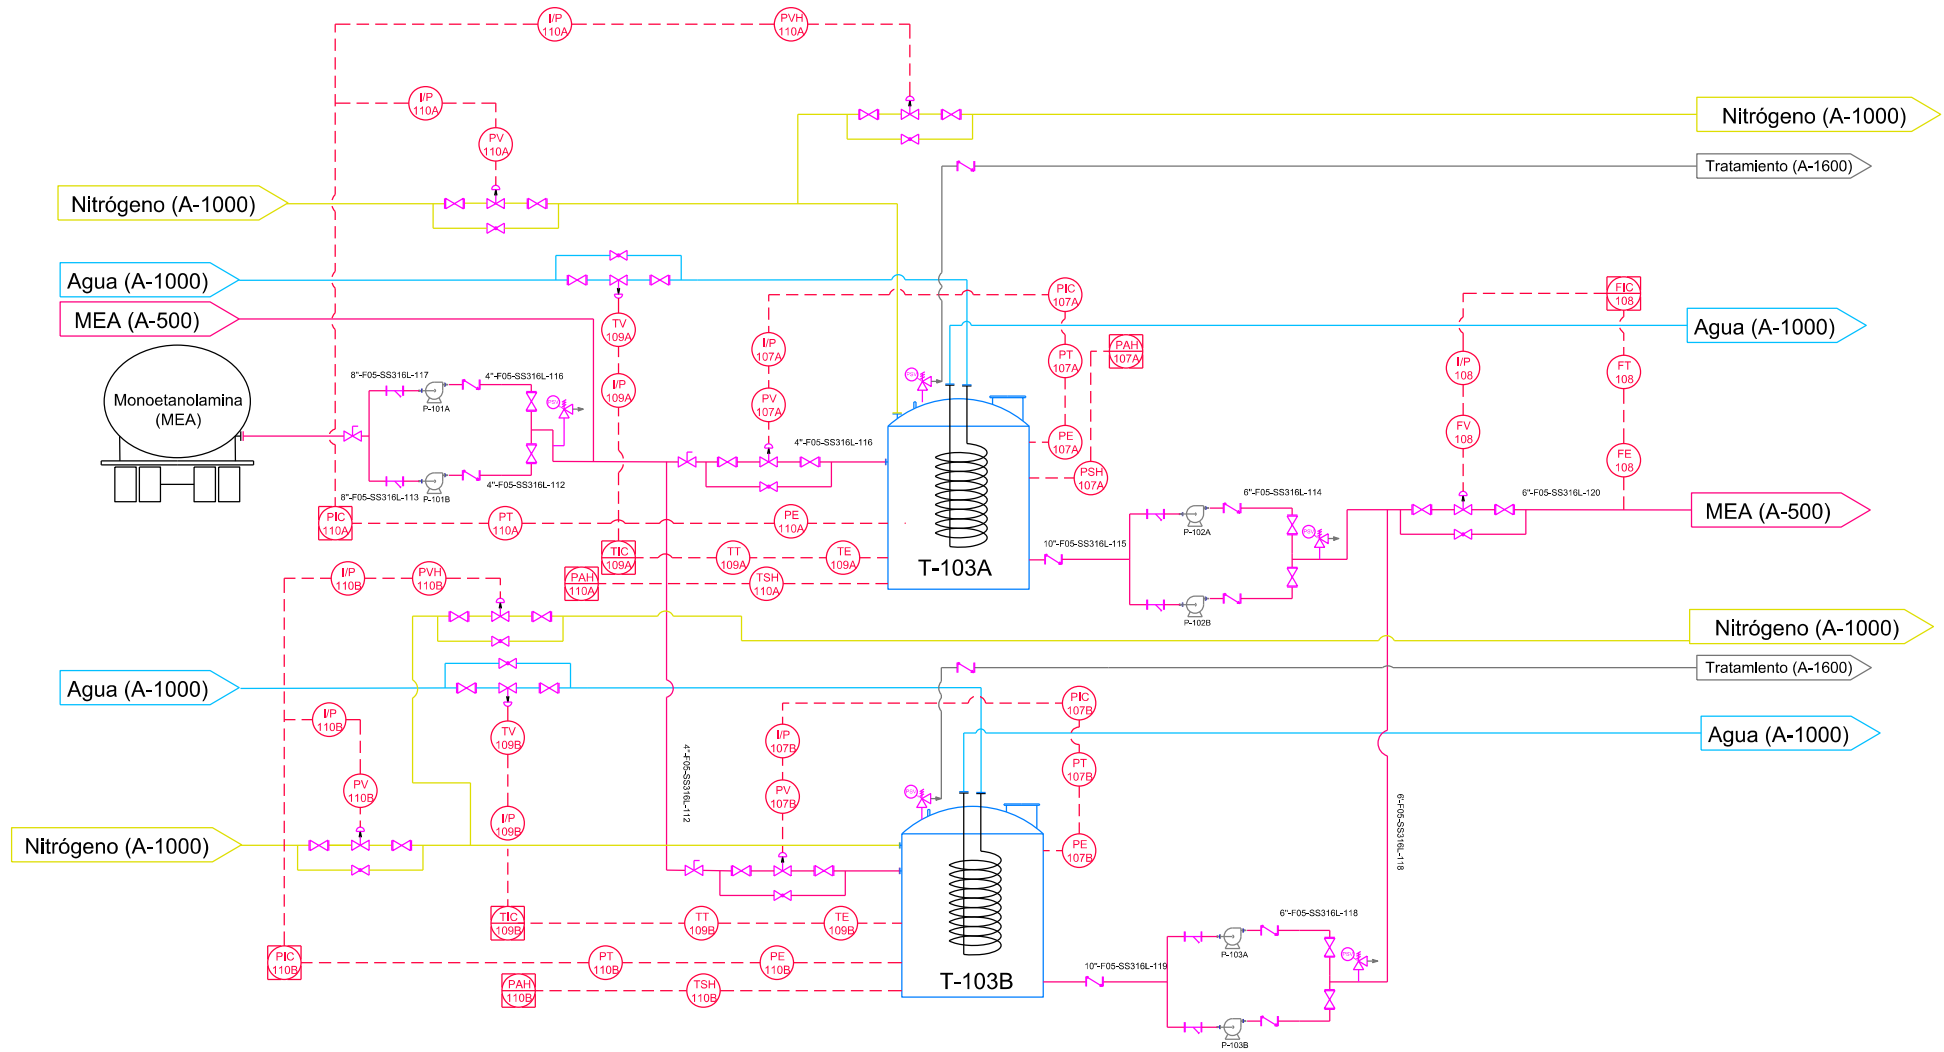 I/P
110A
PVH
110A
I/P
110A
PV
110A
Nitrógeno (A-1000)
Tratamiento (A-1600)
Nitrógeno (A-1000)
Agua (A-1000)
MEA (A-500)
TV
109A
I/P
109A
I/P
107A
PV
107A
PIC
107A
PT
107A
PAH
107A
PE
107A
PSH
107A
FIC
108
I/P
108
FT
108
FV
108
FE
108
Agua (A-1000)
Monoetanolamina
(MEA)
8"-F05-SS316L-117
4"-F05-SS316L-116
P-101A
PSV
PSV
4"-F05-SS316L-116
8"-F05-SS316L-113
P-101B
4"-F05-SS316L-112
PIC
110A
PT
110A
PE
110A
TIC
109A
TT
109A
TE
109A
PAH
110A
TSH
110A
T-103A
10"-F05-SS316L-115
6"-F05-SS316L-114
P-102A
PSV
P-102B
6"-F05-SS316L-120
MEA (A-500)
I/P
110B
PVH
110B
Nitrógeno (A-1000)
Tratamiento (A-1600)
Agua (A-1000)
I/P
110B
PV
110B
TV
109B
I/P
109B
4"-F05-SS316L-112
I/P
107B
PV
107B
PIC
107B
PT
107B
PE
107B
PSV
Agua (A-1000)
6"-F05-SS316L-118
Nitrógeno (A-1000)
TIC
109B
TT
109B
TE
109B
PIC
110B
PT
110B
PE
110B
PAH
110B
TSH
110B
T-103B
10"-F05-SS316L-119
6"-F05-SS316L-118
P-103A
PSV
P-103B